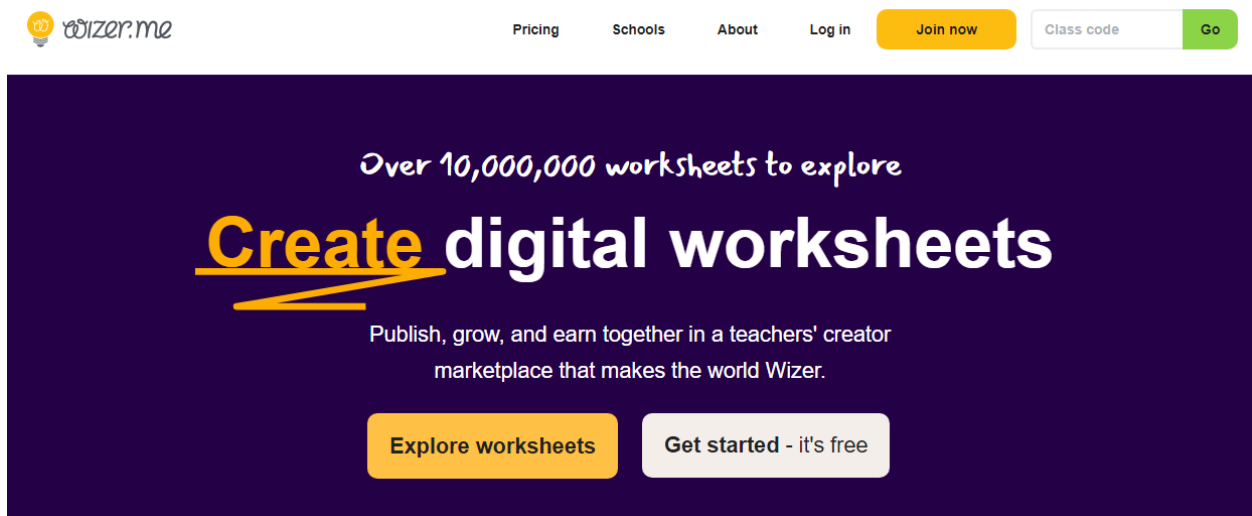 wizer.me
Pricing Schools About Log in Join now Class code Go
Over 10,000,000 worksheets to explore
Create digital worksheets
Publish, grow, and earn together in a teachers' creator
marketplace that makes the world Wizer.
Explore worksheets Get started - it's free